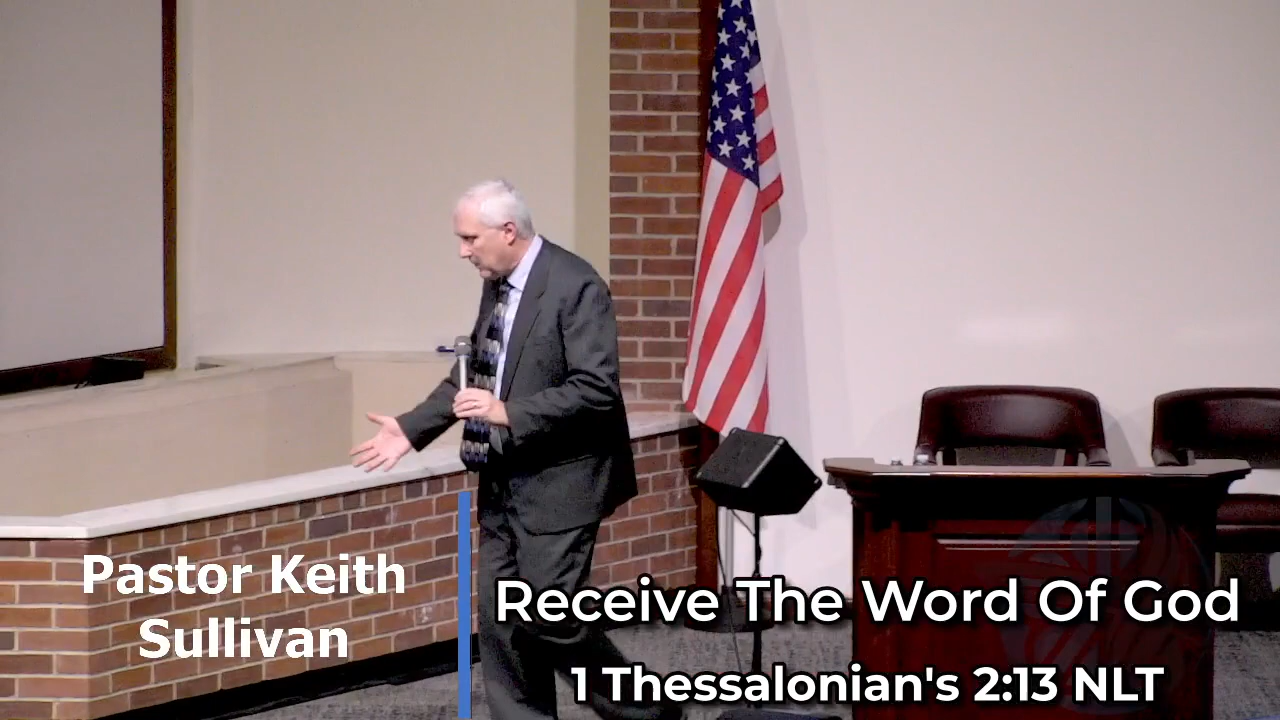 Pastor Keith
Sullivan
Receive The Word Of God
1 Thessalonian's 2:13 NLT